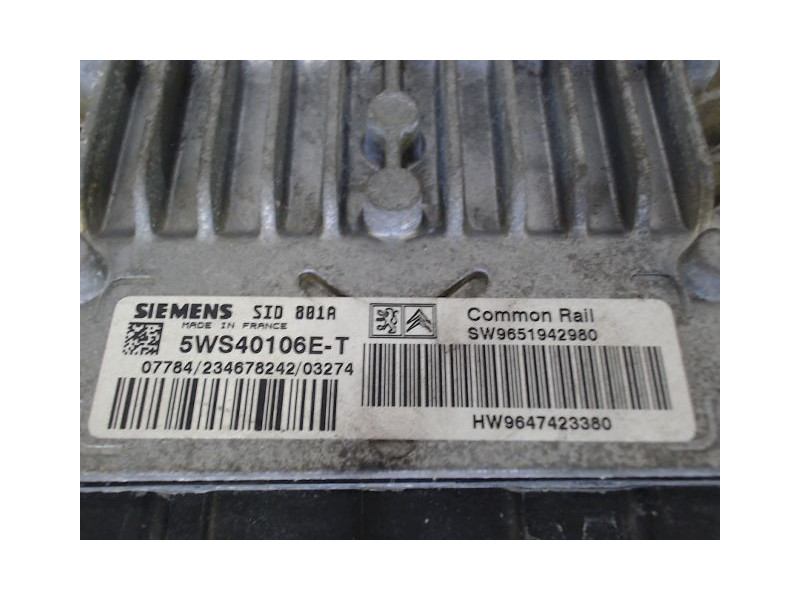 SIEMENS SID 801A
MADE IN FRANCE
5WS40106E-T
07784/234678242/03274
Common Rail
SW9651942980
HW9647423380